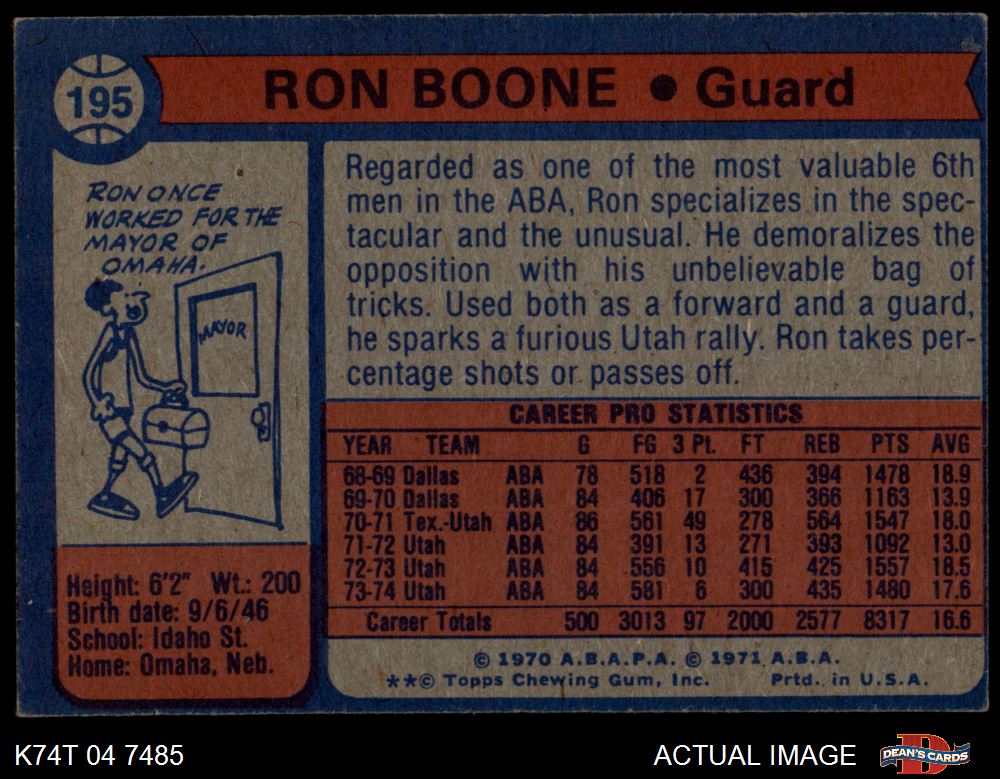 195
RON BOONE • Guard
RON ONCE
WORKED FOR THE
MAYOR OF
OMAHA.
MAYOR
Height: 6'2" Wt.: 200
Birth date: 9/6/46
School: Idaho St.
Home: Omaha, Neb.
Regarded as one of the most valuable 6th
men in the ABA, Ron specializes in the spec-
tacular and the unusual. He demoralizes the
opposition with his unbelievable bag of
tricks. Used both as a forward and a guard,
he sparks a furious Utah rally. Ron takes per-
centage shots or passes off.
CAREER PRO STATISTICS
YEAR TEAM G FG 3 Pt. FT REB PTS AVG
68-69 Dallas ABA 78 518 2 436 394 1478 18.9
69-70 Dallas ABA 84 406 17 300 366 1163 13.9
70-71 Tex.-Utah ABA 86 561 49 278 564 1547 18.0
71-72 Utah ABA 84 391 13 271 393 1092 13.0
72-73 Utah ABA 84 556 10 415 425 1557 18.5
73-74 Utah ABA 84 581 6 300 435 1480 17.6
Career Totals 500 3013 97 2000 2577 8317 16.6
© 1970 A.B.A.P.A. © 1971 A.B.A.
**© Topps Chewing Gum, Inc. Prtd. in U.S.A.
K74T 04 7485
ACTUAL IMAGE
D
DEAN'S CARDS